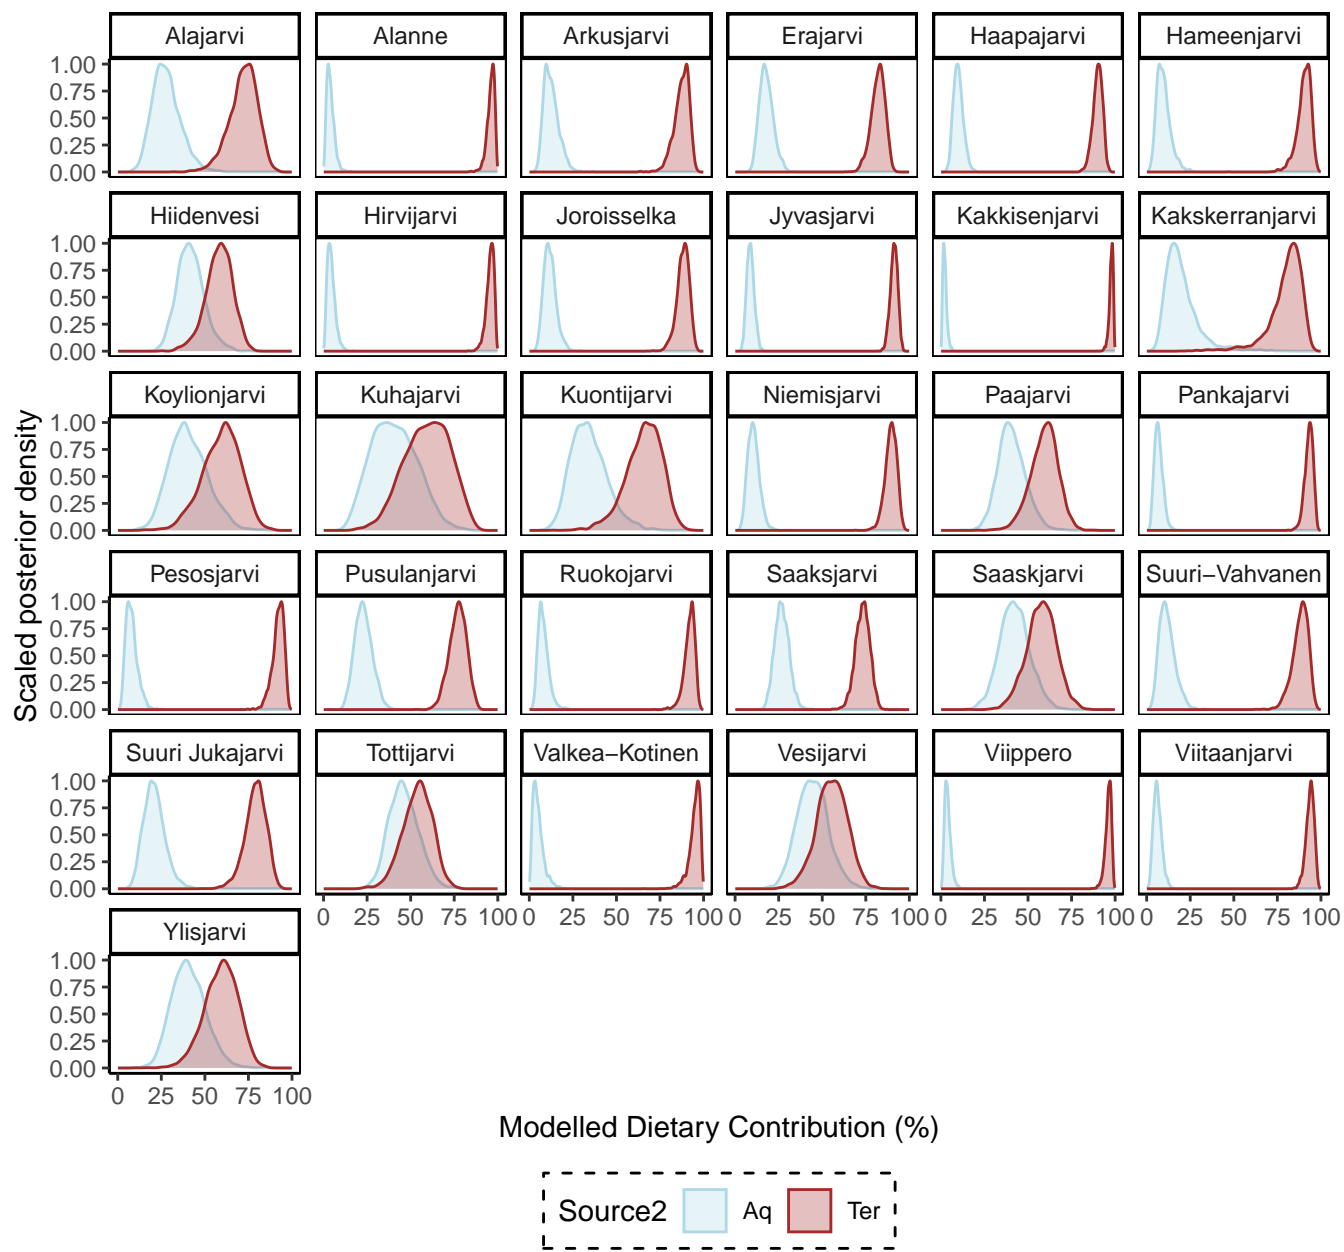 Alajarvi Alanne Arkusjarvi Erajarvi Haapajarvi Hameenjarvi
1.00
0.75
0.50
0.25
0.00
Hiidenvesi Hirvijarvi Joroisselka Jyvasjarvi Kakkisenjarvi Kakskerranjarvi
1.00
0.75
0.50
0.25
0.00
Koylionjarvi Kuhajarvi Kuontijarvi Niemisjarvi Paajarvi Pankajarvi
1.00
0.75
0.50
0.25
0.00
Scaled posterior density
Pesosjarvi Pusulanjarvi Ruokojarvi Saaksjarvi Saaskjarvi Suuri−Vahvanen
1.00
0.75
0.50
0.25
0.00
Suuri Jukajarvi Tottijarvi Valkea−Kotinen Vesijarvi Viippero Viitaanjarvi
1.00
0.75
0.50
0.25
0.00
0 25 50 75 100 0 25 50 75 100 0 25 50 75 100 0 25 50 75 100 0 25 50 75 100
Ylisjarvi
1.00
0.75
0.50
0.25
0.00
0 25 50 75 100
Modelled Dietary Contribution (%)
Source2 Aq Ter